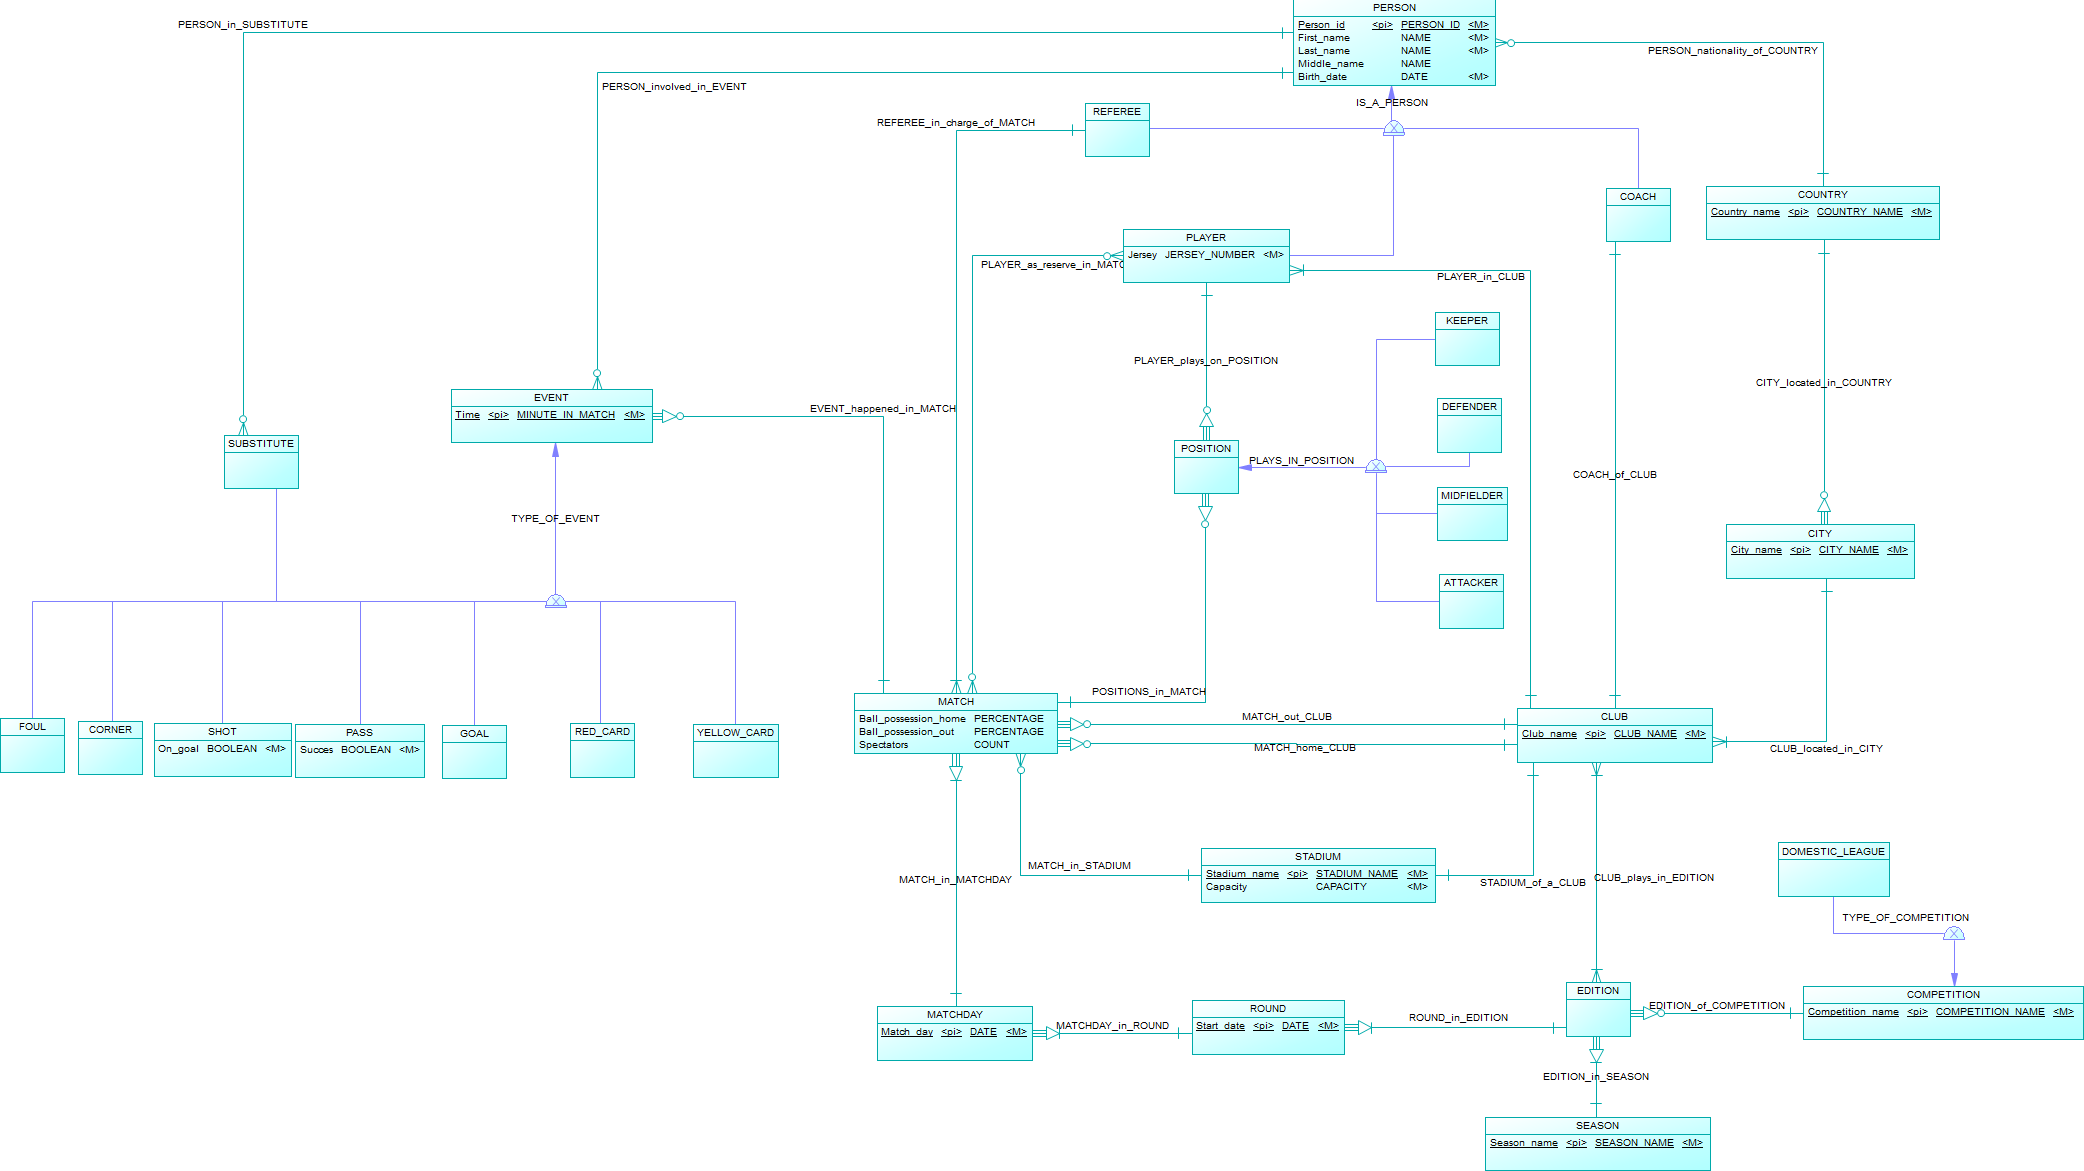 PERSON
PERSON_in_SUBSTITUTE
Person_id <pi> PERSON_ID <M>
First_name NAME <M>
Last_name NAME <M>
Middle_name NAME
Birth_date DATE <M>
PERSON_nationality_of_COUNTRY
PERSON_involved_in_EVENT
IS_A_PERSON
REFEREE
REFEREE_in_charge_of_MATCH
COACH
COUNTRY
Country_name <pi> COUNTRY_NAME <M>
PLAYER
Jersey JERSEY_NUMBER <M>
PLAYER_as_reserve_in_MATC
PLAYER_in_CLUB
KEEPER
PLAYER_plays_on_POSITION
CITY_located_in_COUNTRY
EVENT
Time <pi> MINUTE_IN_MATCH <M>
EVENT_happened_in_MATCH
DEFENDER
SUBSTITUTE
POSITION
PLAYS_IN_POSITION
COACH_of_CLUB
MIDFIELDER
TYPE_OF_EVENT
CITY
City_name <pi> CITY_NAME <M>
ATTACKER
POSITIONS_in_MATCH
MATCH
Ball_possession_home PERCENTAGE
Ball_possession_out PERCENTAGE
Spectators COUNT
MATCH_out_CLUB
MATCH_home_CLUB
CLUB
Club_name <pi> CLUB_NAME <M>
CLUB_located_in_CITY
FOUL
CORNER
SHOT
On_goal BOOLEAN <M>
PASS
Succes BOOLEAN <M>
GOAL
RED_CARD
YELLOW_CARD
DOMESTIC_LEAGUE
STADIUM
Stadium_name <pi> STADIUM_NAME <M>
Capacity CAPACITY <M>
MATCH_in_STADIUM
STADIUM_of_a_CLUB
CLUB_plays_in_EDITION
MATCH_in_MATCHDAY
TYPE_OF_COMPETITION
EDITION
EDITION_of_COMPETITION
COMPETITION
Competition_name <pi> COMPETITION_NAME <M>
MATCHDAY
Match_day <pi> DATE <M>
MATCHDAY_in_ROUND
ROUND
Start_date <pi> DATE <M>
ROUND_in_EDITION
EDITION_in_SEASON
SEASON
Season_name <pi> SEASON_NAME <M>